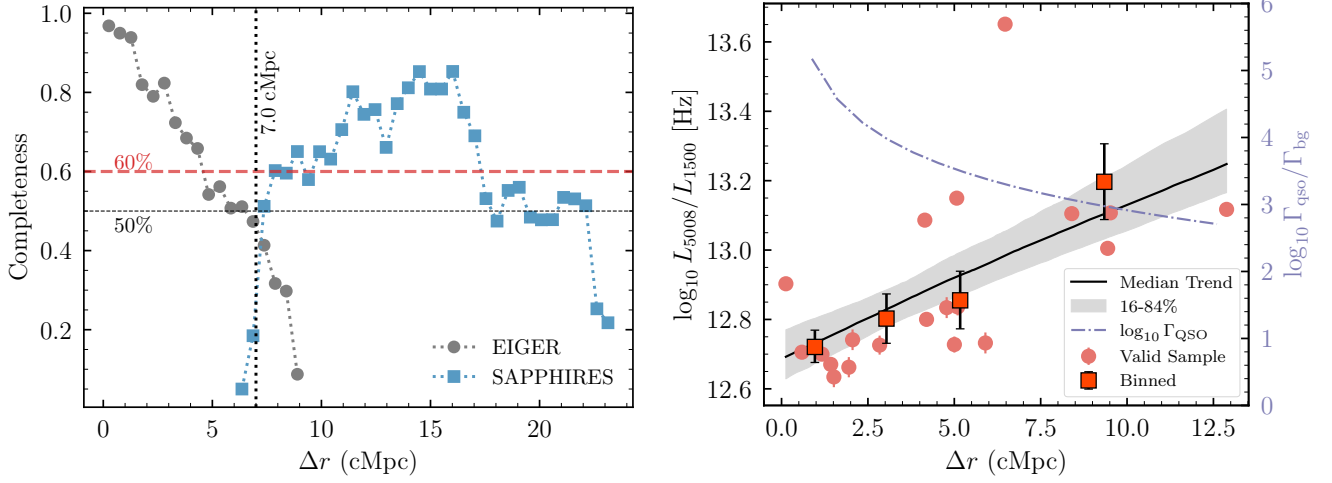 1.0
0.8
0.6
0.4
0.2
Completeness
60%
50%
7.0 cMpc
EIGER
SAPPHIRES
0
5
10
15
20
Δr (cMpc)
13.6
13.4
13.2
13.0
12.8
12.6
log₁₀ L₅₀₀₈/L₁₅₀₀ [Hz]
6
5
4
3
2
1
0
log₁₀ Γqso/Γbg
Median Trend
16-84%
log₁₀ ΓQSO
Valid Sample
Binned
0.0
2.5
5.0
7.5
10.0
12.5
Δr (cMpc)